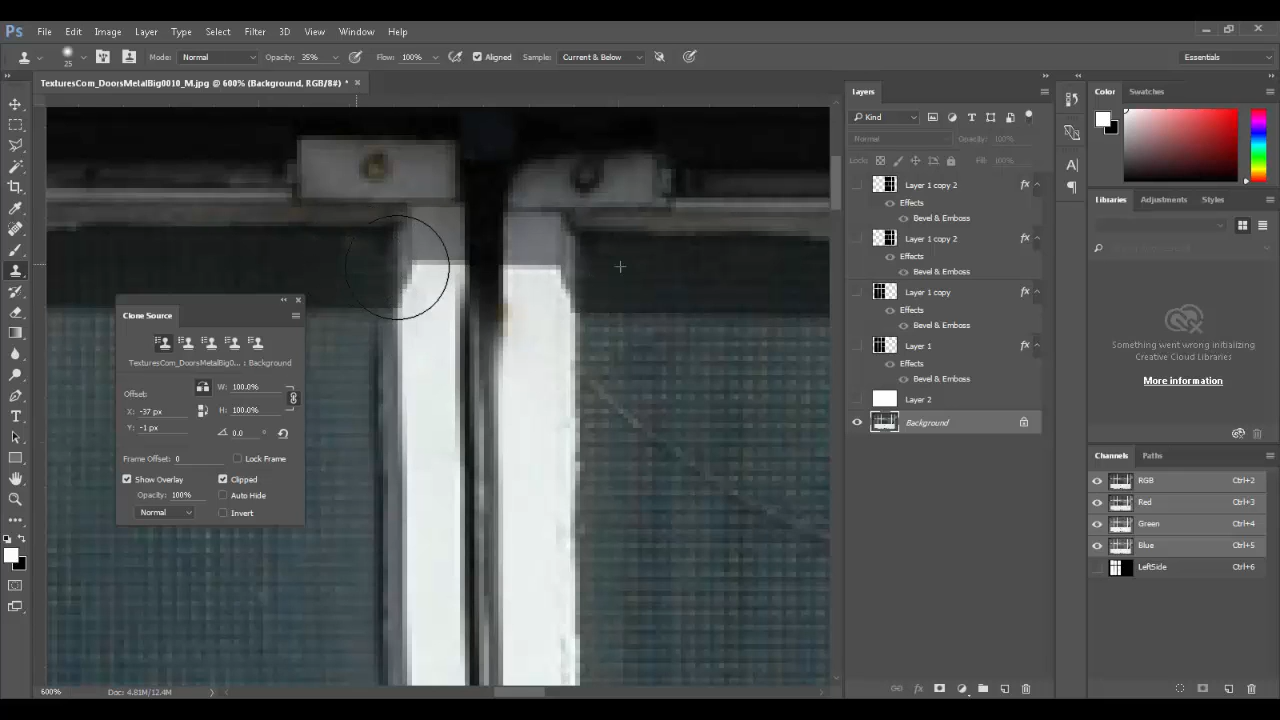 Ps File Edit Image Layer Type Select Filter 3D View Window Help
25 Mode: Normal Opacity: 35% Flow: 100% Aligned Sample: Current & Below Essentials
TexturesCom_DoorsMetalBig0010_M.jpg @ 600% (Background, RGB/8#) * ×
Clone Source
TexturesCom_DoorsMetalBig0... : Background
Offset: W: 100.0%
X: -37 px H: 100.0%
Y: -1 px 0.0 °
Frame Offset: 0 Lock Frame
Show Overlay Clipped
Opacity: 100% Auto Hide
Normal Invert
600% Doc: 4.81M/12.4M
Layers
Kind
Normal Opacity: 100%
Lock: Fill: 100%
Layer 1 copy 2 fx
Effects
Bevel & Emboss
Layer 1 copy 2 fx
Effects
Bevel & Emboss
Layer 1 copy fx
Effects
Bevel & Emboss
Layer 1 fx
Effects
Bevel & Emboss
Layer 2
Background
fx
Color Swatches
Libraries Adjustments Styles
Something went wrong initializing
Creative Cloud Libraries
More information
Channels Paths
RGB Ctrl+2
Red Ctrl+3
Green Ctrl+4
Blue Ctrl+5
LeftSide Ctrl+6